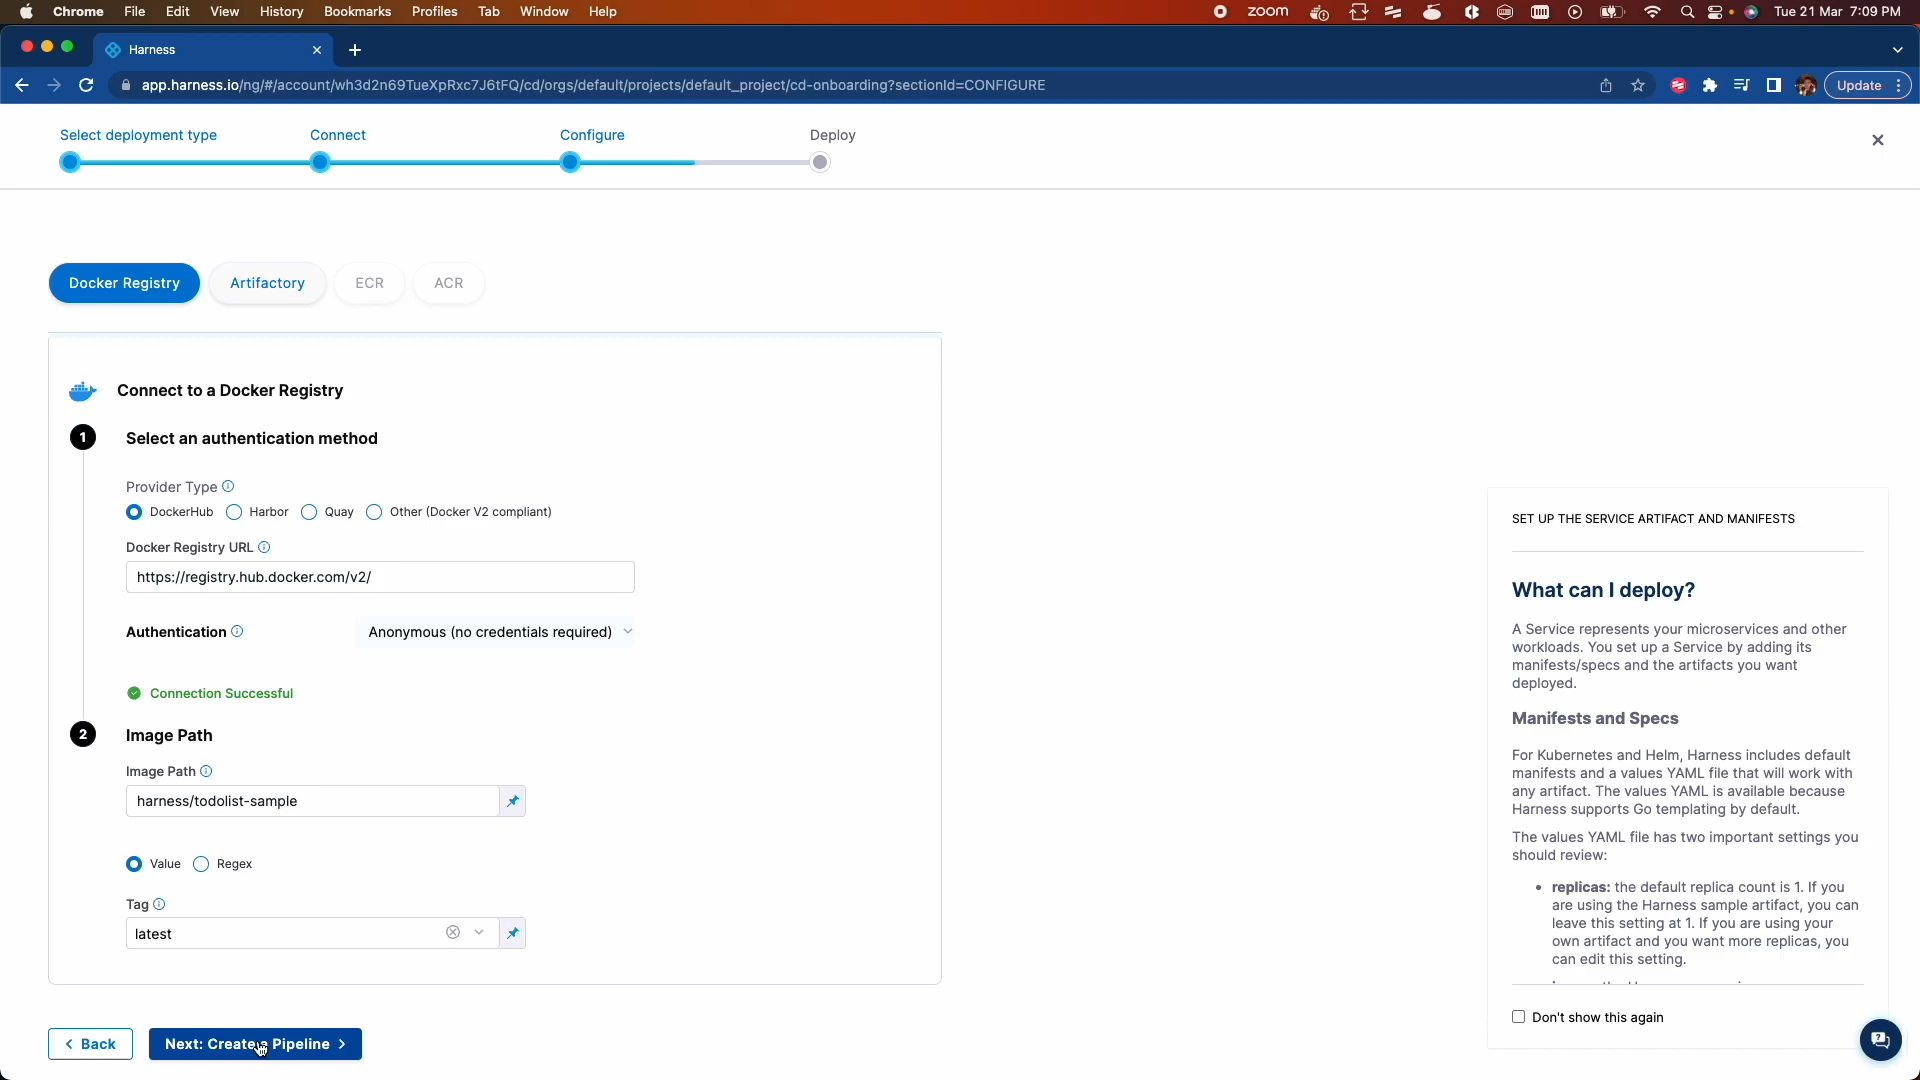 Chrome File Edit View History Bookmarks Profiles Tab Window Help zoom Tue 21 Mar 7:09 PM
Harness
app.harness.io/ng/#/account/wh3d2n69TueXpRxc7J6tFQ/cd/orgs/default/projects/default_project/cd-onboarding?sectionId=CONFIGURE Update
Select deployment type Connect Configure Deploy
Docker Registry Artifactory ECR ACR
Connect to a Docker Registry
1 Select an authentication method
Provider Type
DockerHub Harbor Quay Other (Docker V2 compliant)
Docker Registry URL
https://registry.hub.docker.com/v2/
Authentication Anonymous (no credentials required)
Connection Successful
2 Image Path
Image Path
harness/todolist-sample
Value Regex
Tag
latest
Back Next: Create Pipeline
SET UP THE SERVICE ARTIFACT AND MANIFESTS
What can I deploy?
A Service represents your microservices and other
workloads. You set up a Service by adding its
manifests/specs and the artifacts you want
deployed.
Manifests and Specs
For Kubernetes and Helm, Harness includes default
manifests and a values YAML file that will work with
any artifact. The values YAML is available because
Harness supports Go templating by default.
The values YAML file has two important settings you
should review:
• replicas: the default replica count is 1. If you
are using the Harness sample artifact, you can
leave this setting at 1. If you are using your
own artifact and you want more replicas, you
can edit this setting.
Don't show this again